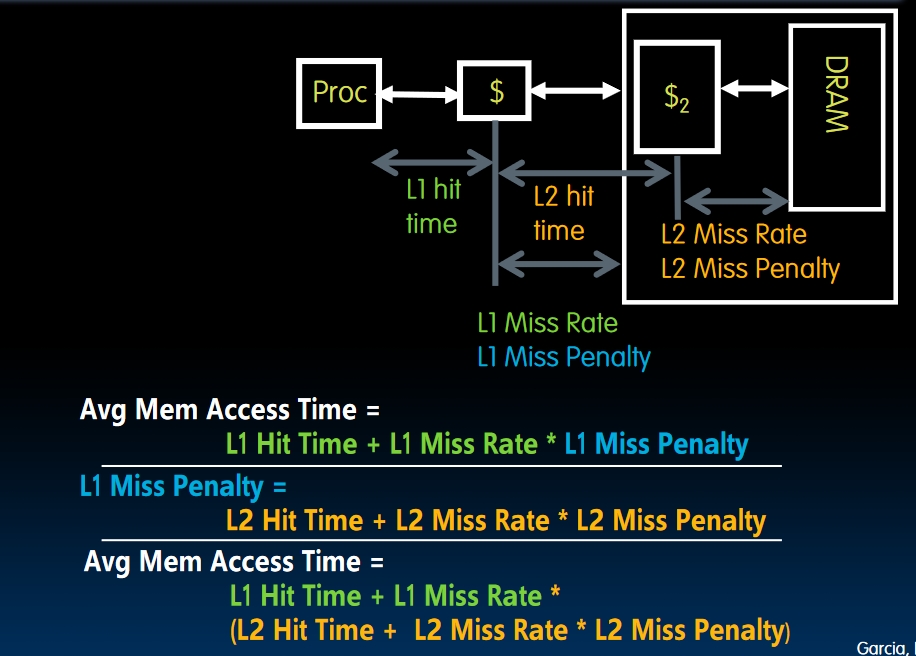 Proc
$
$2
DRAM
L1 hit
time
L2 hit
time
L2 Miss Rate
L2 Miss Penalty
L1 Miss Rate
L1 Miss Penalty
Avg Mem Access Time =
L1 Hit Time + L1 Miss Rate * L1 Miss Penalty
L1 Miss Penalty =
L2 Hit Time + L2 Miss Rate * L2 Miss Penalty
Avg Mem Access Time =
L1 Hit Time + L1 Miss Rate *
(L2 Hit Time + L2 Miss Rate * L2 Miss Penalty)
Garcia,